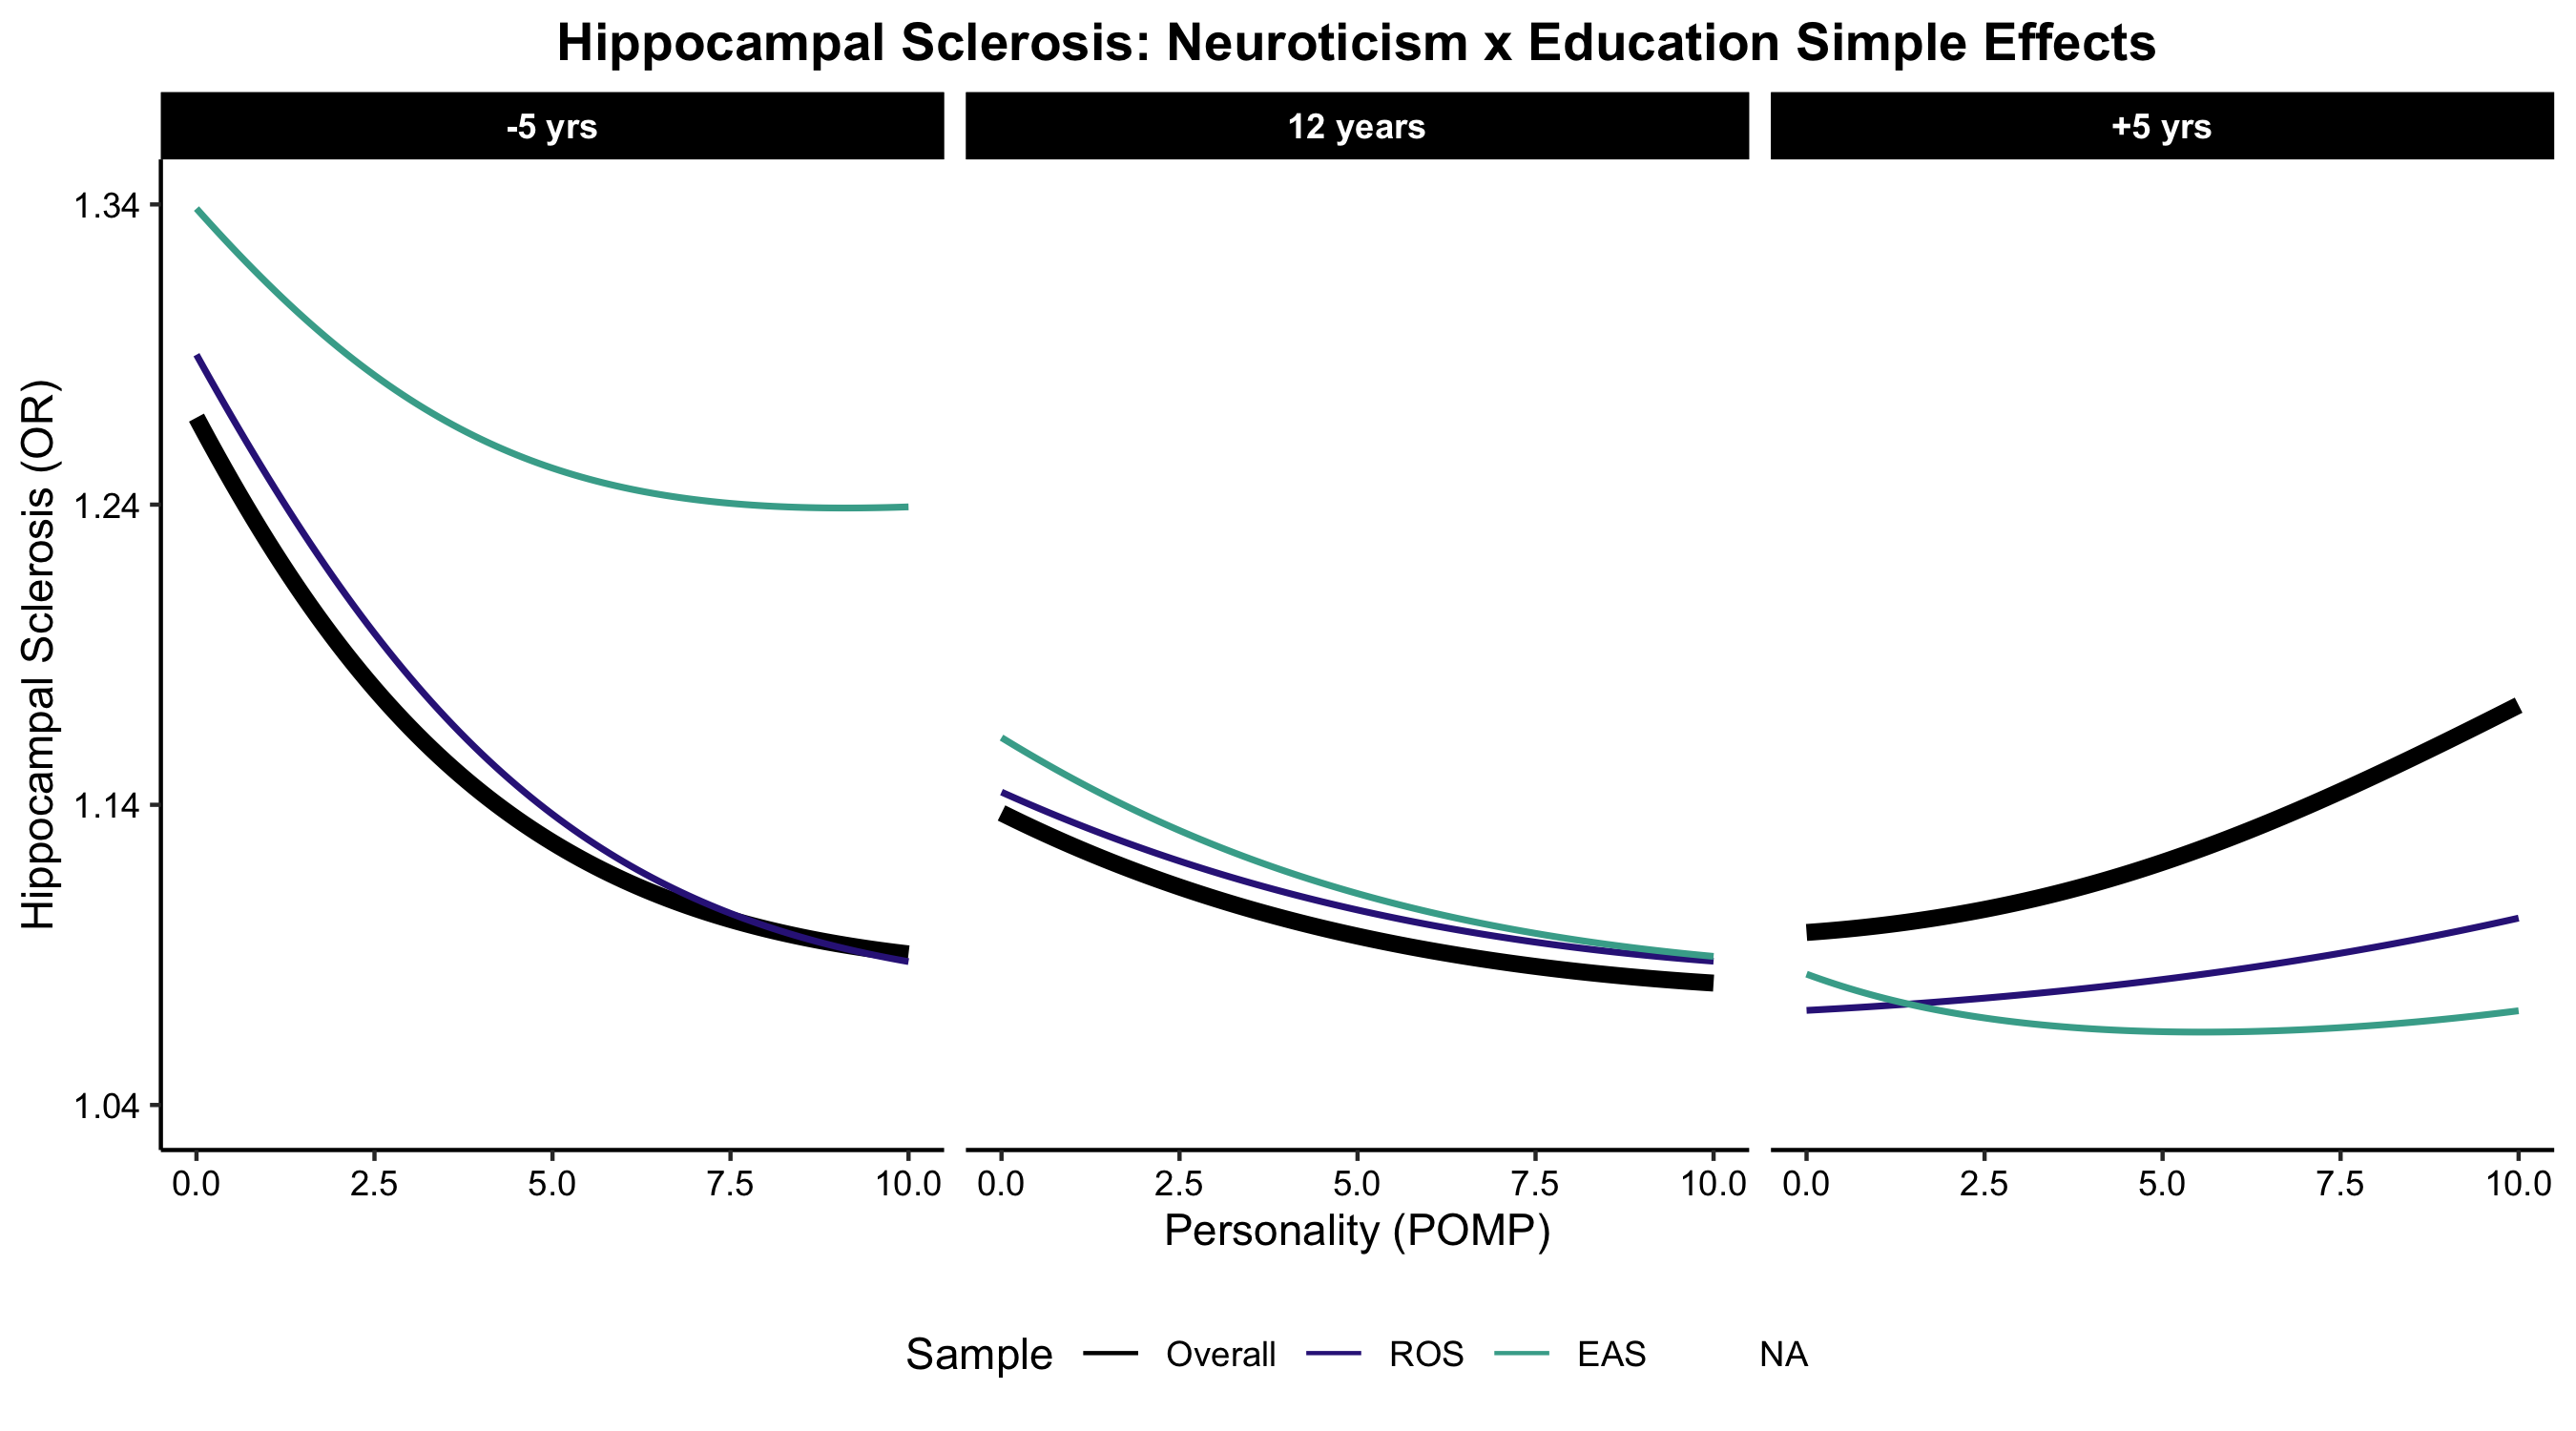 Hippocampal Sclerosis: Neuroticism x Education Simple Effects
-5 yrs 12 years +5 yrs
Hippocampal Sclerosis (OR)
1.34
1.24
1.14
1.04
0.0 2.5 5.0 7.5 10.0 0.0 2.5 5.0 7.5 10.0 0.0 2.5 5.0 7.5 10.0
Personality (POMP)
Sample Overall ROS EAS NA